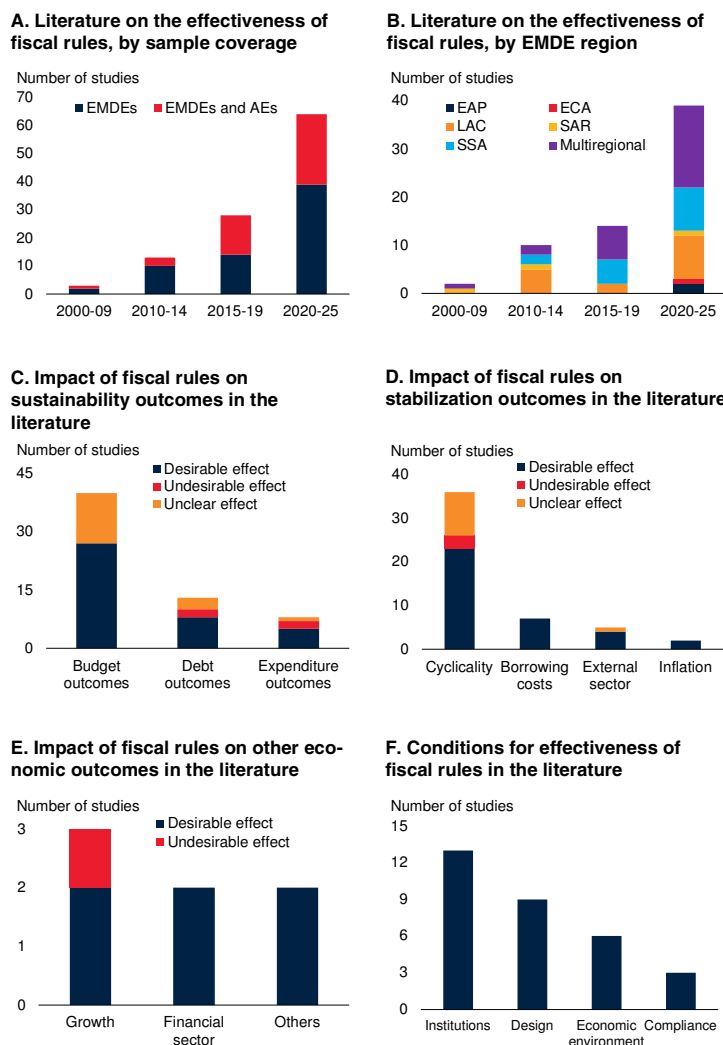 A. Literature on the effectiveness of
fiscal rules, by sample coverage
Number of studies
70
60
50
40
30
20
10
0
EMDEs
EMDEs and AEs
2000-09
2010-14
2015-19
2020-25
B. Literature on the effectiveness of
fiscal rules, by EMDE region
Number of studies
40
30
20
10
0
EAP
ECA
LAC
SAR
SSA
Multiregional
2000-09
2010-14
2015-19
2020-25
C. Impact of fiscal rules on
sustainability outcomes in the
literature
Number of studies
45
30
15
0
Desirable effect
Undesirable effect
Unclear effect
Budget
outcomes
Debt
outcomes
Expenditure
outcomes
D. Impact of fiscal rules on
stabilization outcomes in the literature
Number of studies
40
30
20
10
0
Desirable effect
Undesirable effect
Unclear effect
Cyclicality
Borrowing
costs
External
sector
Inflation
E. Impact of fiscal rules on other eco-
nomic outcomes in the literature
Number of studies
3
2
1
0
Desirable effect
Undesirable effect
Growth
Financial
sector
Others
F. Conditions for effectiveness of
fiscal rules in the literature
Number of studies
15
12
9
6
3
0
Institutions
Design
Economic
environment
Compliance